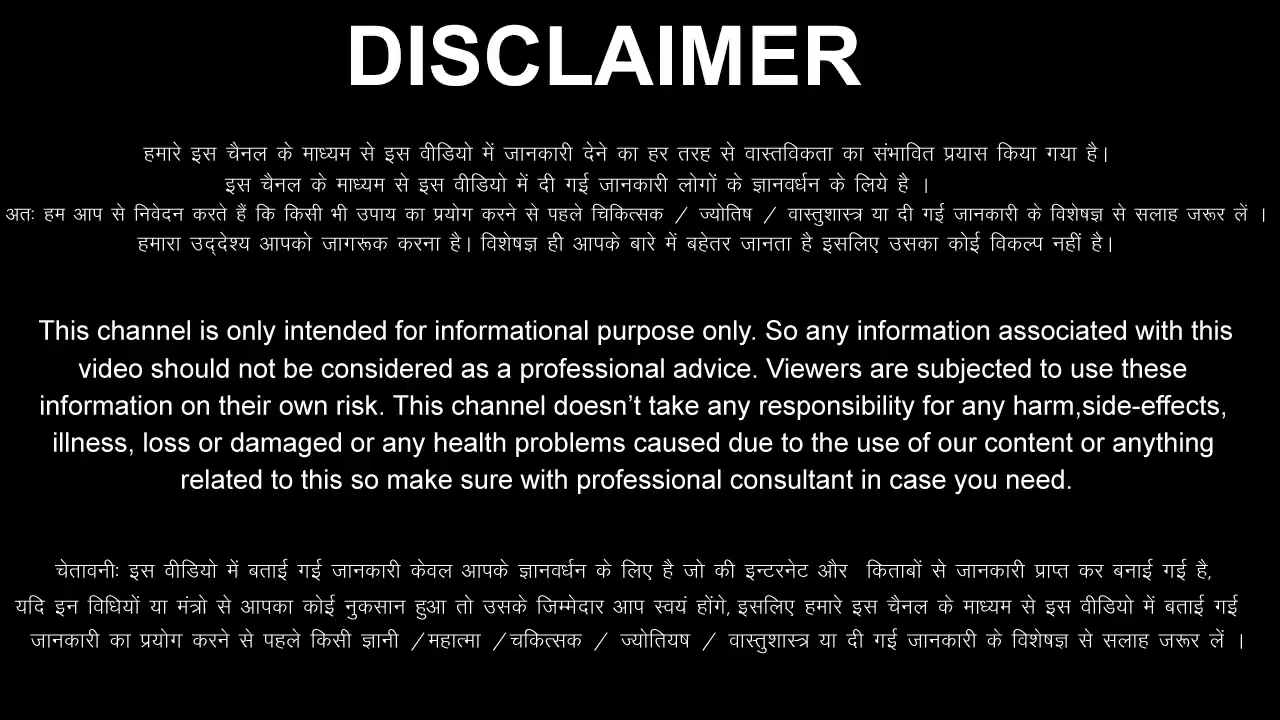 DISCLAIMER
हमारे इस चैनल के माध्यम से इस वीडियो में जानकारी देने का हर तरह से वास्तविकता का संभावित प्रयास किया गया है।
इस चैनल के माध्यम से इस वीडियो में दी गई जानकारी लोगों के ज्ञानवर्धन के लिये है ।
अतः हम आप से निवेदन करते हैं कि किसी भी उपाय का प्रयोग करने से पहले चिकित्सक / ज्योतिष / वास्तुशास्त्र या दी गई जानकारी के विशेषज्ञ से सलाह जरूर लें ।
हमारा उद्देश्य आपको जागरूक करना है। विशेषज्ञ ही आपके बारे में बहेतर जानता है इसलिए उसका कोई विकल्प नहीं है।
This channel is only intended for informational purpose only. So any information associated with this
video should not be considered as a professional advice. Viewers are subjected to use these
information on their own risk. This channel doesn’t take any responsibility for any harm,side-effects,
illness, loss or damaged or any health problems caused due to the use of our content or anything
related to this so make sure with professional consultant in case you need.
चेतावनीः इस वीडियो में बताई गई जानकारी केवल आपके ज्ञानवर्धन के लिए है जो की इन्टरनेट और किताबों से जानकारी प्राप्त कर बनाई गई है,
यदि इन विधियों या मंत्रो से आपका कोई नुकसान हुआ तो उसके जिम्मेदार आप स्वयं होंगे, इसलिए हमारे इस चैनल के माध्यम से इस वीडियो में बताई गई
जानकारी का प्रयोग करने से पहले किसी ज्ञानी /महात्मा /चकित्सक / ज्योतियष / वास्तुशास्त्र या दी गई जानकारी के विशेषज्ञ से सलाह जरूर लें ।